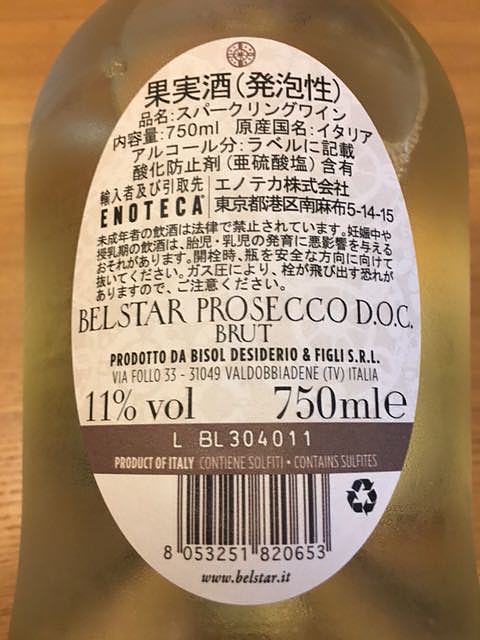 果実酒(発泡性)
品名:スパークリングワイン
内容量:750ml 原産国名:イタリア
アルコール分:ラベルに記載
酸化防止剤(亜硫酸塩)含有
輸入者及び引取先 エノテカ株式会社
ENOTECA 東京都港区南麻布5-14-15
未成年者の飲酒は法律で禁止されています。妊娠中や
授乳期の飲酒は、胎児・乳児の発育に悪影響を与える
おそれがあります。開栓時、瓶を安全な方向に向けて
抜いてください。ガス圧により、栓が飛び出す恐れが
ありますので、ご注意ください。
BELSTAR PROSECCO D.O.C.
BRUT
PRODOTTO DA BISOL DESIDERIO & FIGLI S.R.L.
VIA FOLLO 33 - 31049 VALDOBBIADENE (TV) ITALIA
11% vol 750mle
L BL304011
PRODUCT OF ITALY CONTIENE SOLFITI • CONTAINS SULFITES
8 053251 820653
www.belstar.it